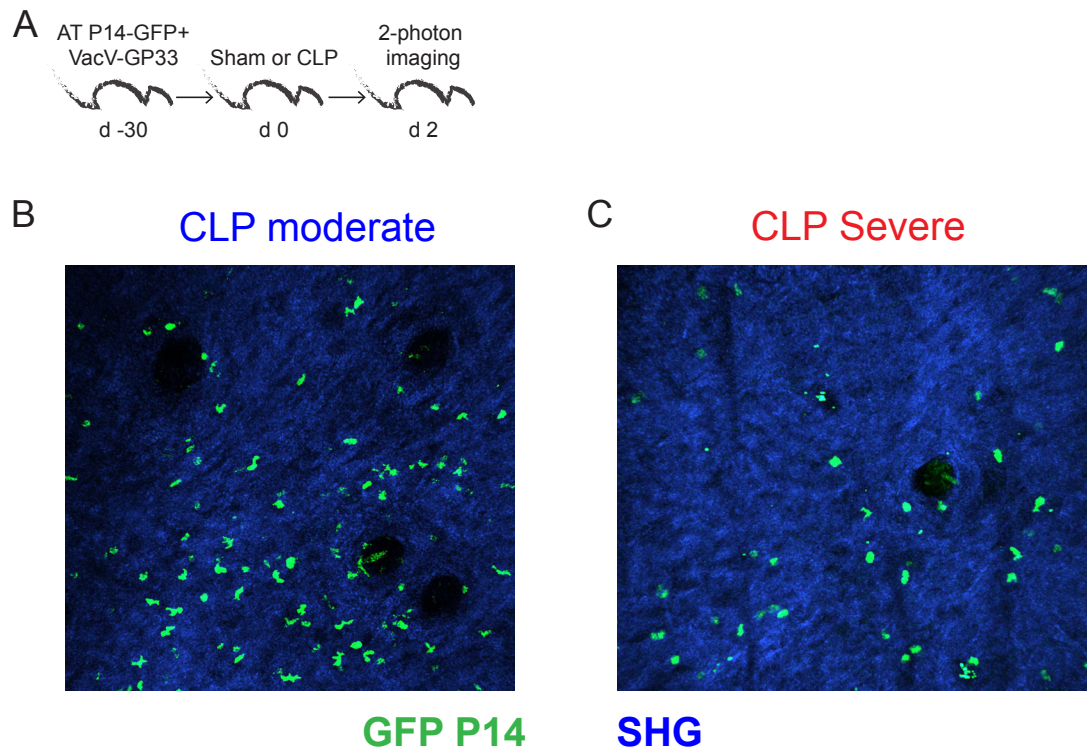 A
AT P14-GFP+
VacV-GP33
Sham or CLP
2-photon
imaging
d -30
d 0
d 2
B
CLP moderate
C
CLP Severe
GFP P14
SHG